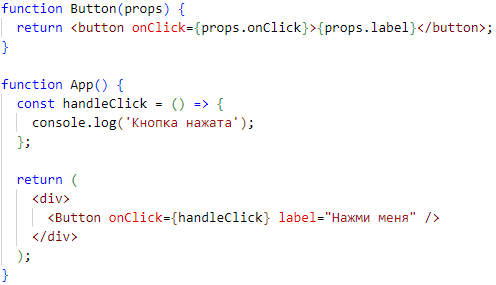 function Button(props) {
  return <button onClick={props.onClick}>{props.label}</button>;
}

function App() {
  const handleClick = () => {
    console.log('Кнопка нажата');
  };

  return (
    <div>
      <Button onClick={handleClick} label="Нажми меня" />
    </div>
  );
}